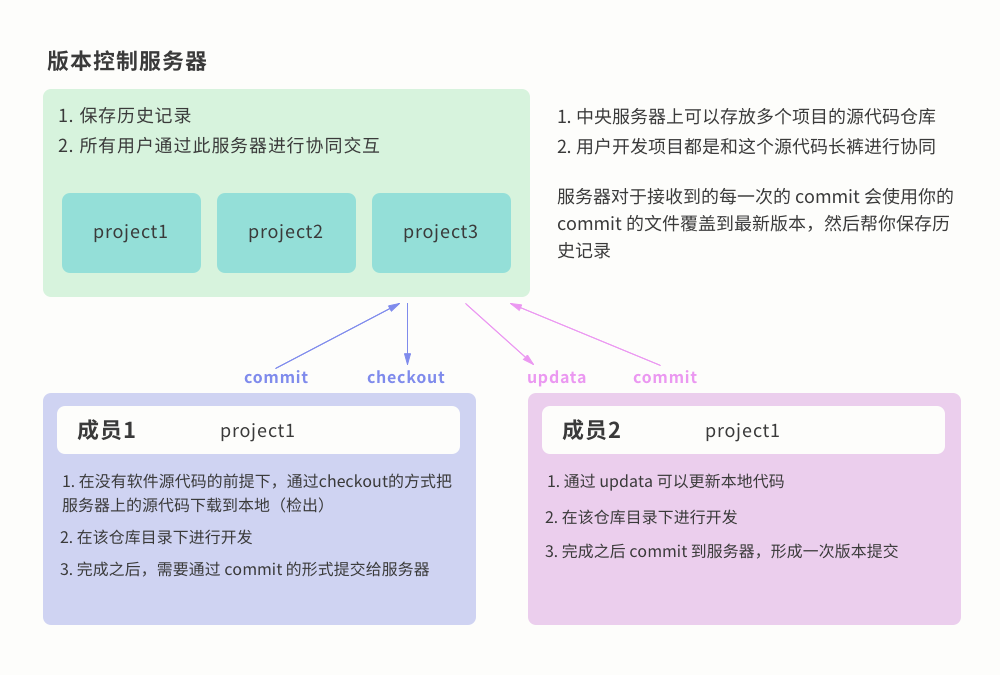 版本控制服务器
1. 保存历史记录
2. 所有用户通过此服务器进行协同交互
project1
project2
project3
1. 中央服务器上可以存放多个项目的源代码仓库
2. 用户开发项目都是和这个源代码长裤进行协同
服务器对于接收到的每一次的 commit 会使用你的
commit 的文件覆盖到最新版本，然后帮你保存历
史记录
commit
checkout
updata
commit
成员1
project1
1. 在没有软件源代码的前提下，通过checkout的方式把
服务器上的源代码下载到本地（检出）
2. 在该仓库目录下进行开发
3. 完成之后，需要通过 commit 的形式提交给服务器
成员2
project1
1. 通过 updata 可以更新本地代码
2. 在该仓库目录下进行开发
3. 完成之后 commit 到服务器，形成一次版本提交